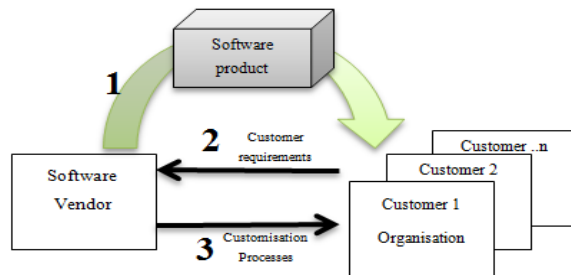 Software
product
1
2
Customer
requirements
Software
Vendor
3
Customisation
Processes
Customer ..n
Customer 2
Customer 1
Organisation